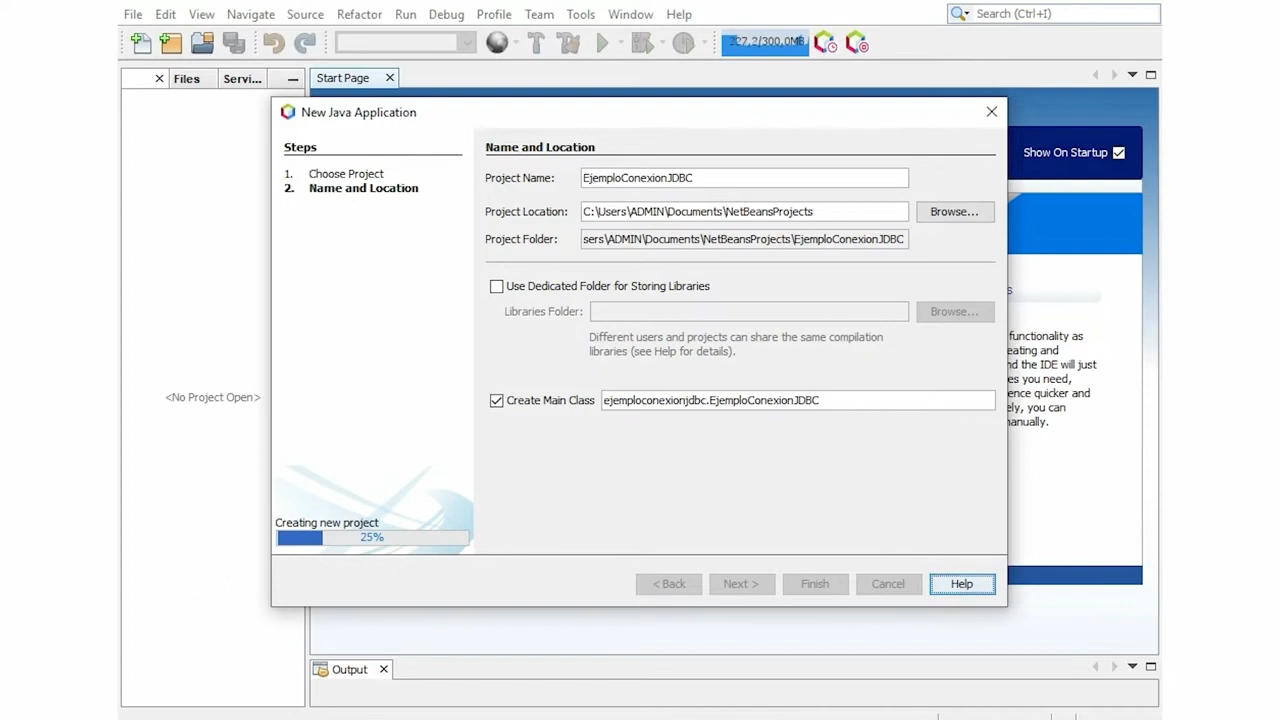 File Edit View Navigate Source Refactor Run Debug Profile Team Tools Window Help
Search (Ctrl+I)
227,2/300,0MB
Files Servi... Start Page
New Java Application
Show On Startup
Steps
1. Choose Project
2. Name and Location
Name and Location
Project Name: EjemploConexionJDBC
Project Location: C:\Users\ADMIN\Documents\NetBeansProjects Browse...
Project Folder: sers\ADMIN\Documents\NetBeansProjects\EjemploConexionJDBC
Use Dedicated Folder for Storing Libraries
Libraries Folder: Browse...
Different users and projects can share the same compilation
libraries (see Help for details).
Create Main Class ejemploconexionjdbc.EjemploConexionJDBC
<No Project Open>
s
functionality as
eating and
nd the IDE will just
es you need,
ence quicker and
ely, you can
manually.
Creating new project
25%
< Back Next > Finish Cancel Help
Output